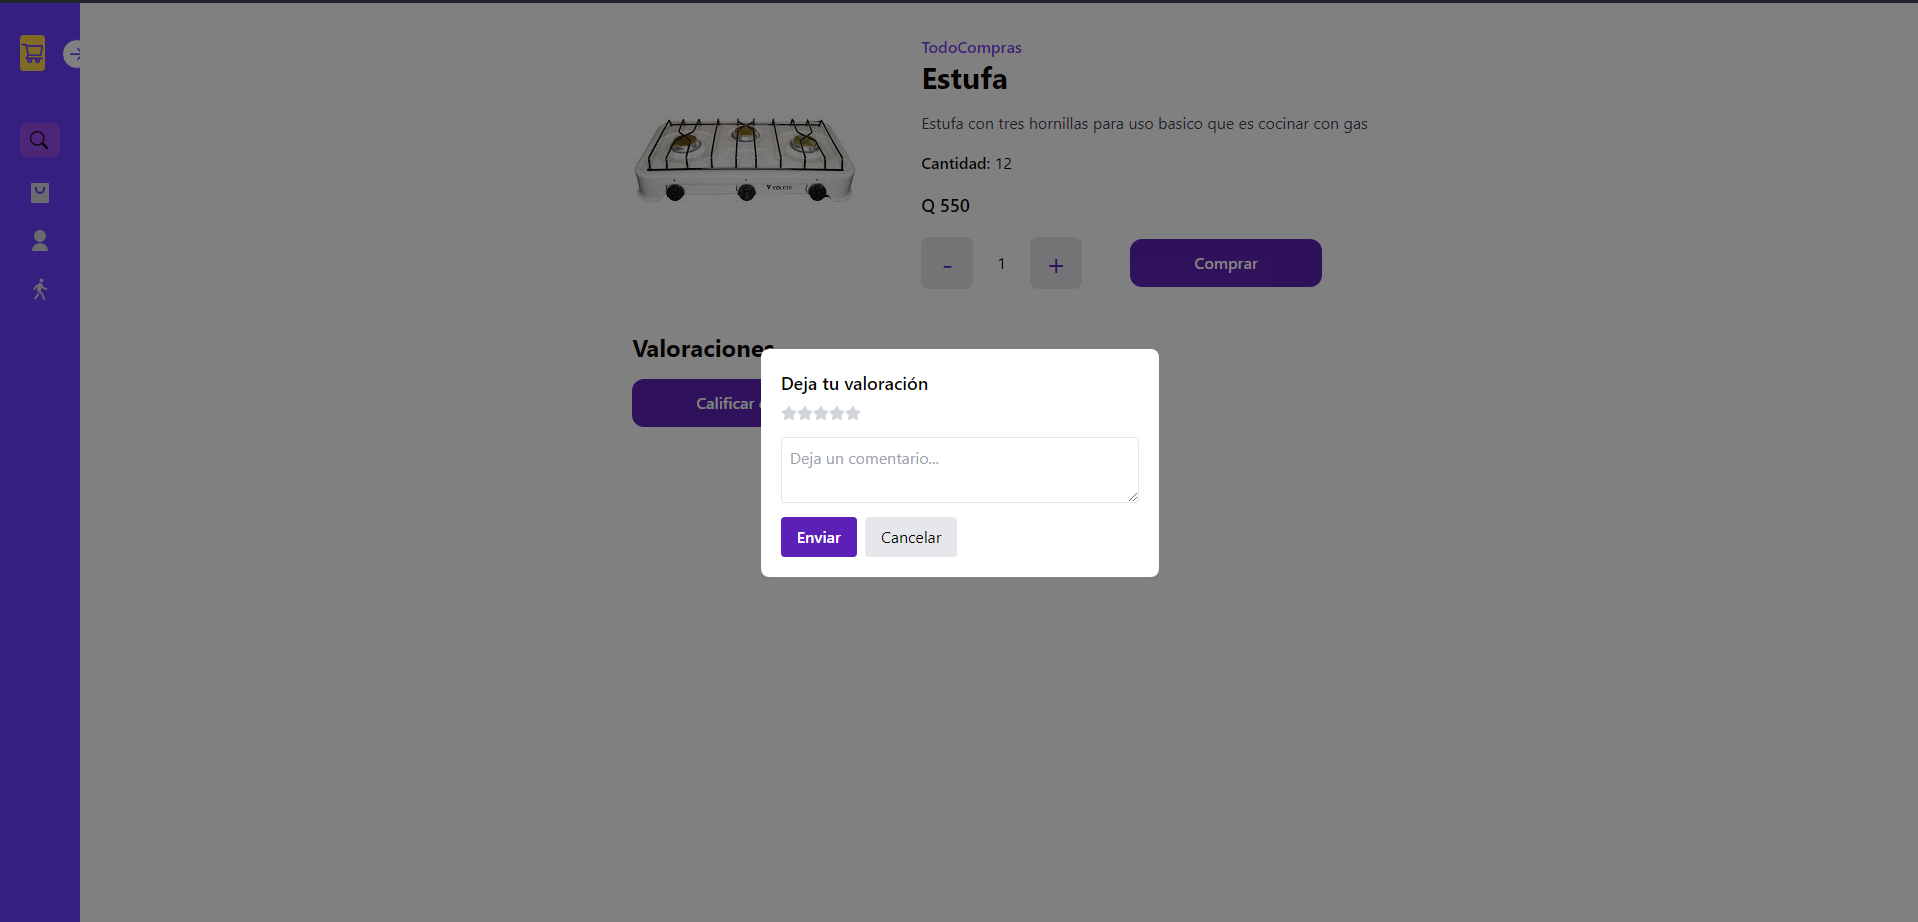 TodoCompras
Estufa
Estufa con tres hornillas para uso basico que es cocinar con gas
Cantidad: 12
Q 550
- 1 +
Comprar
Valoraciones
Calificar
Deja tu valoración
Deja un comentario...
Enviar
Cancelar